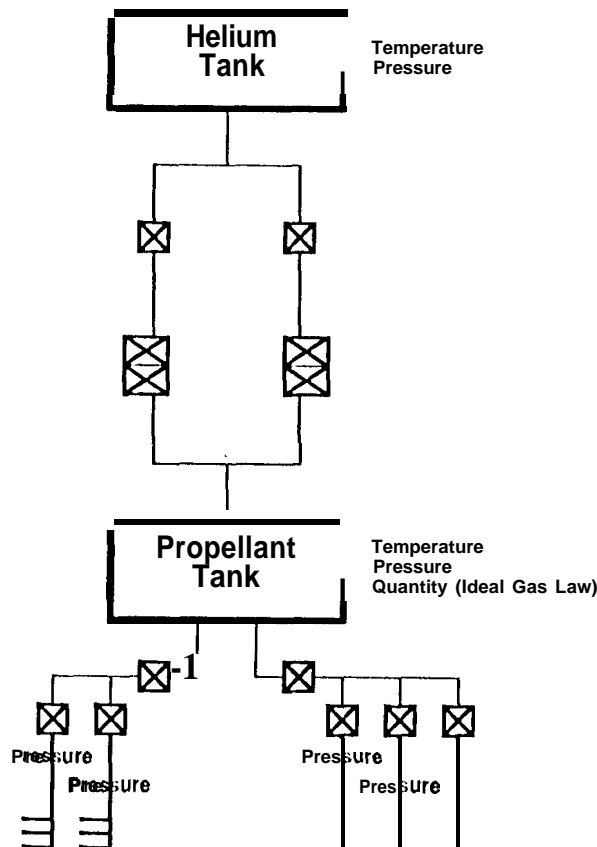 Helium
Tank
Temperature
Pressure
Propellant
Tank
Temperature
Pressure
Quantity (Ideal Gas Law)
-1
Pressure
Pressure
Pressure
Pressure